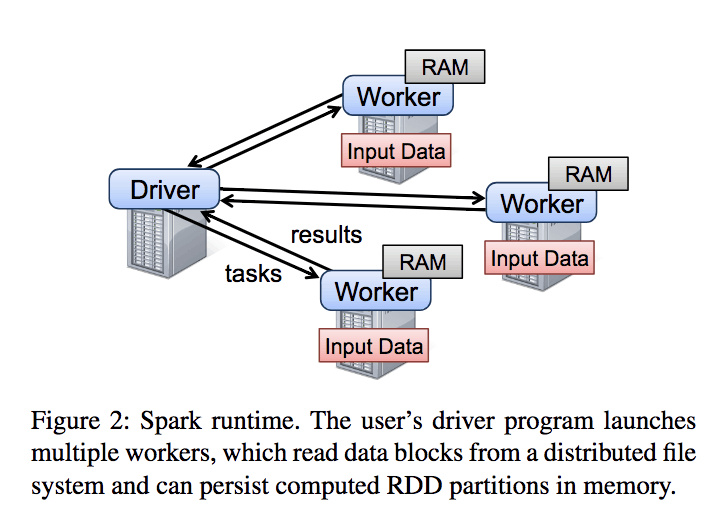 RAM
Worker
Input Data
Driver
RAM
Worker
Input Data
results
tasks
RAM
Worker
Input Data
Figure 2: Spark runtime. The user’s driver program launches
multiple workers, which read data blocks from a distributed file
system and can persist computed RDD partitions in memory.